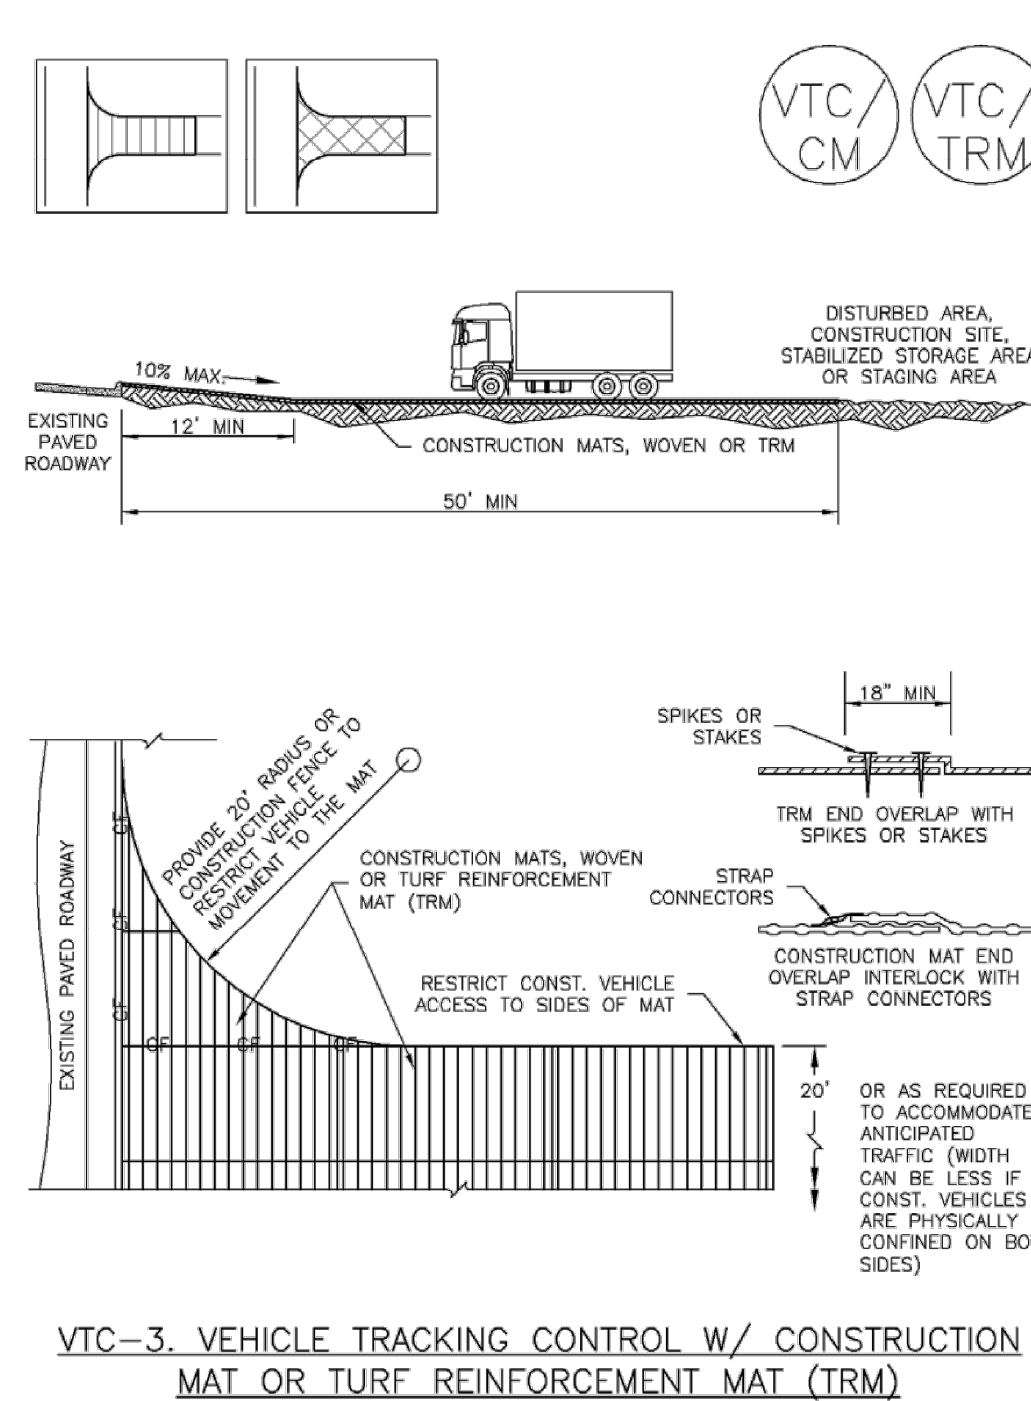 VTC/
CM
VTC/
TRM
DISTURBED AREA,
CONSTRUCTION SITE,
STABILIZED STORAGE AREA
OR STAGING AREA
10% MAX.
EXISTING
PAVED
ROADWAY
12' MIN
CONSTRUCTION MATS, WOVEN OR TRM
50' MIN
18" MIN
SPIKES OR
STAKES
TRM END OVERLAP WITH
SPIKES OR STAKES
PROVIDE 20' RADIUS OR
CONSTRUCTION FENCE TO
RESTRICT VEHICLE
MOVEMENT TO THE MAT
CONSTRUCTION MATS, WOVEN
OR TURF REINFORCEMENT
MAT (TRM)
STRAP
CONNECTORS
CONSTRUCTION MAT END
OVERLAP INTERLOCK WITH
STRAP CONNECTORS
RESTRICT CONST. VEHICLE
ACCESS TO SIDES OF MAT
EXISTING PAVED ROADWAY
CF
CF
CF
CF
CF
CF
20'
OR AS REQUIRED
TO ACCOMMODATE
ANTICIPATED
TRAFFIC (WIDTH
CAN BE LESS IF
CONST. VEHICLES
ARE PHYSICALLY
CONFINED ON
SIDES)
VTC-3. VEHICLE TRACKING CONTROL W/ CONSTRUCTION
MAT OR TURF REINFORCEMENT MAT (TRM)